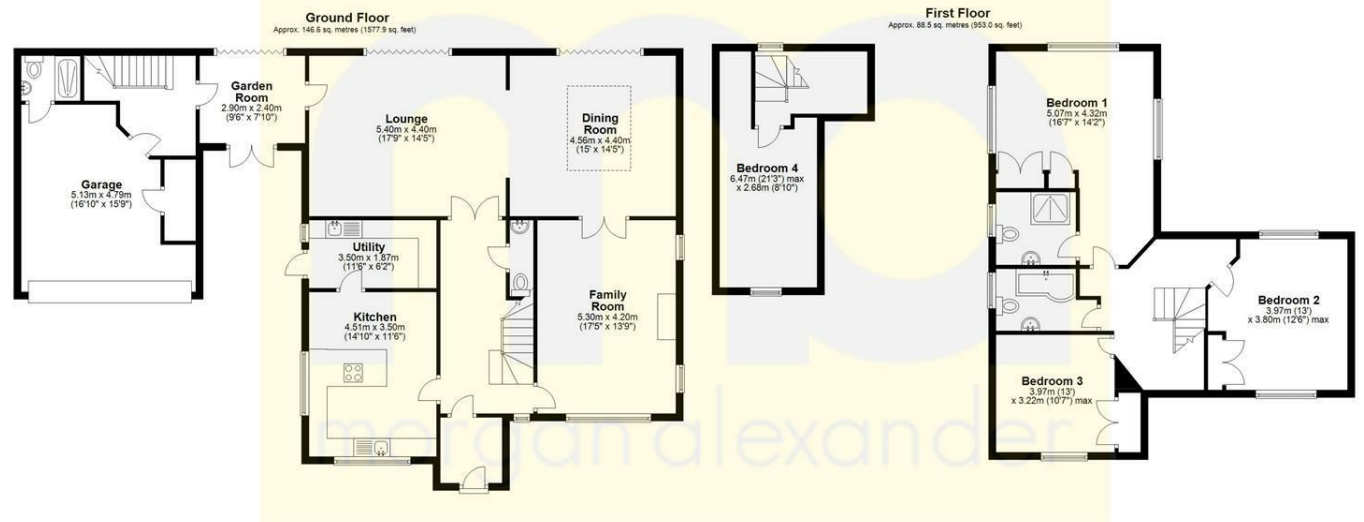 Ground Floor
Approx. 146.6 sq. metres (1577.9 sq. feet)
First Floor
Approx. 88.5 sq. metres (953.0 sq. feet)
Garden
Room
2.90m x 2.40m
(9'6" x 7'10")
Lounge
5.40m x 4.40m
(17'9" x 14'5")
Dining
Room
4.56m x 4.40m
(15' x 14'5")
Garage
5.13m x 4.79m
(16'10" x 15'9")
Utility
3.50m x 1.87m
(11'6" x 6'2")
Kitchen
4.51m x 3.50m
(14'10" x 11'6")
Family
Room
5.30m x 4.20m
(17'5" x 13'9")
Bedroom 4
6.47m (21'3") max
x 2.68m (8'10")
Bedroom 1
5.07m x 4.32m
(16'7" x 14'2")
Bedroom 2
3.97m (13')
x 3.80m (12'6") max
Bedroom 3
3.97m (13')
x 3.22m (10'7") max
ma
morgan alexander